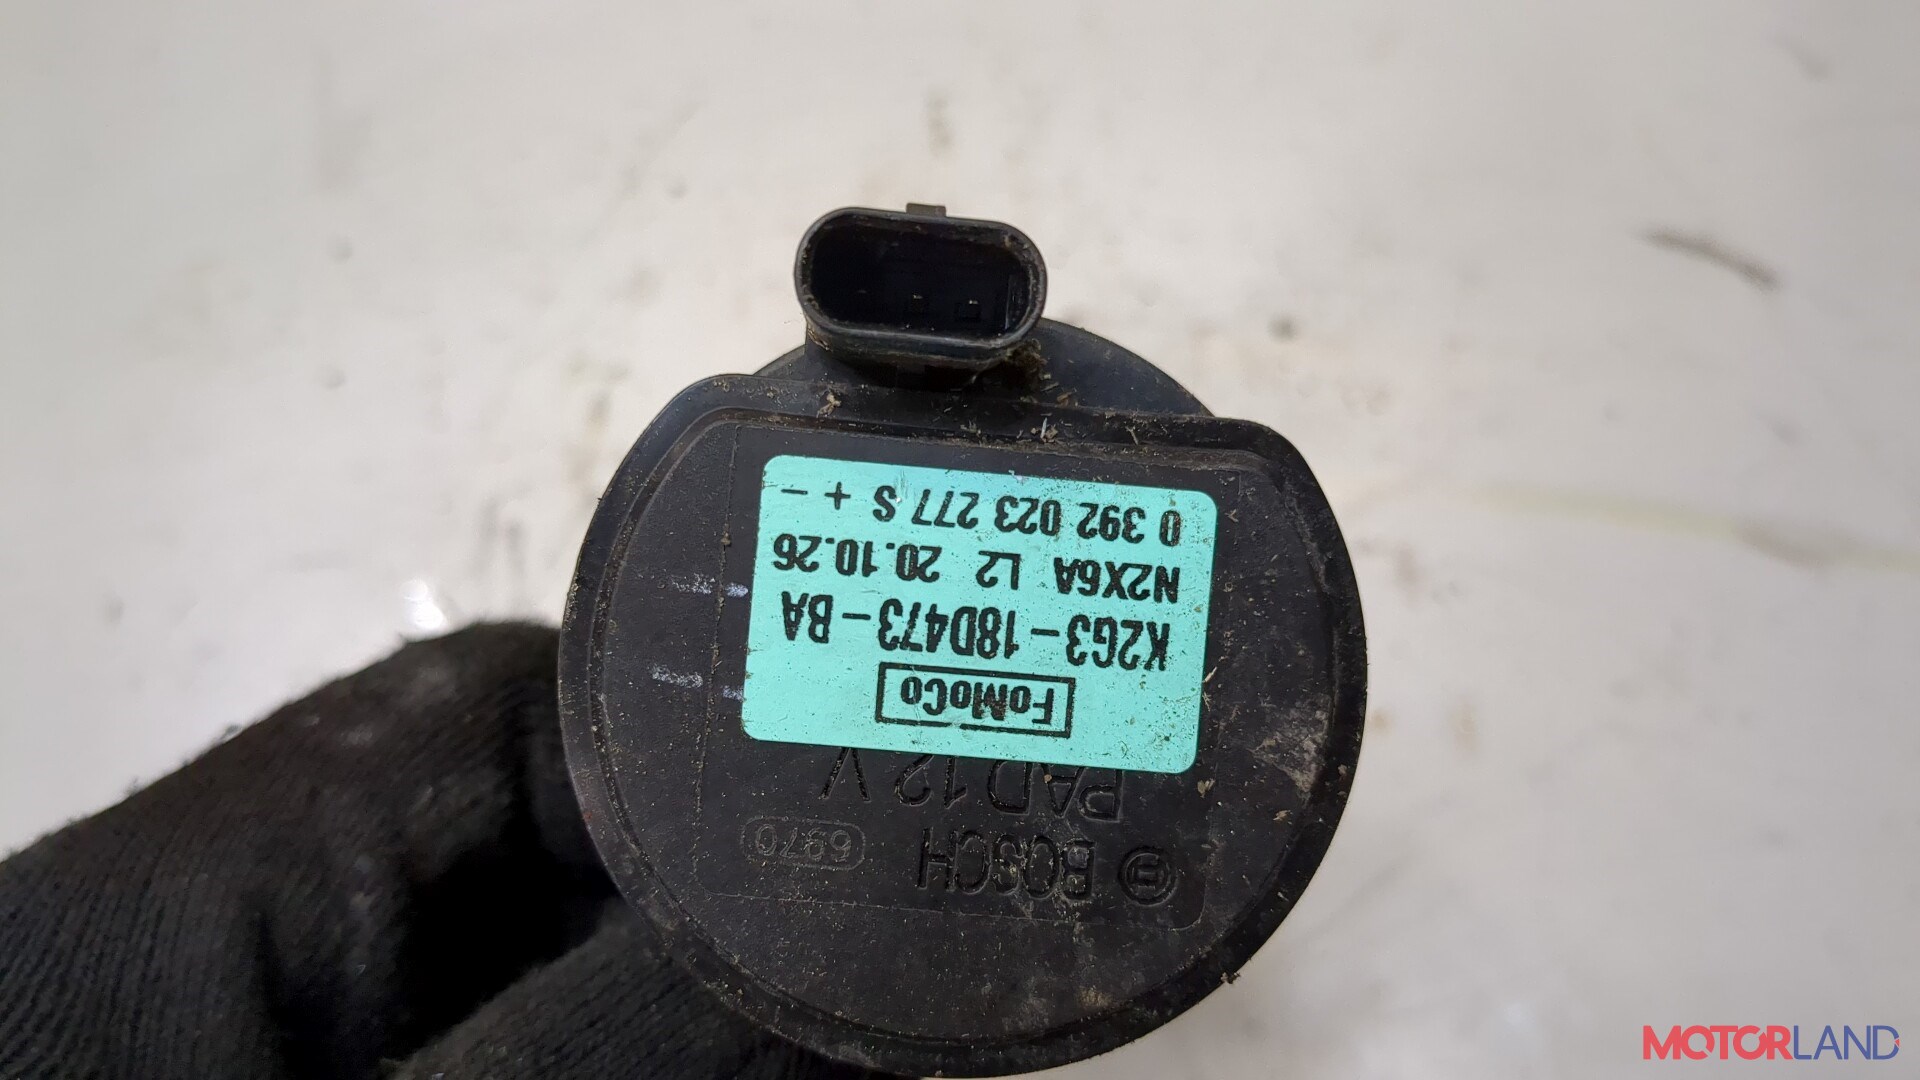 BOSCH 6970
PAD 12 V
FoMoCo
K2G3-18D473-BA
N2X6A L2 20.10.26
0 392 023 277 S + -
MOTORLAND